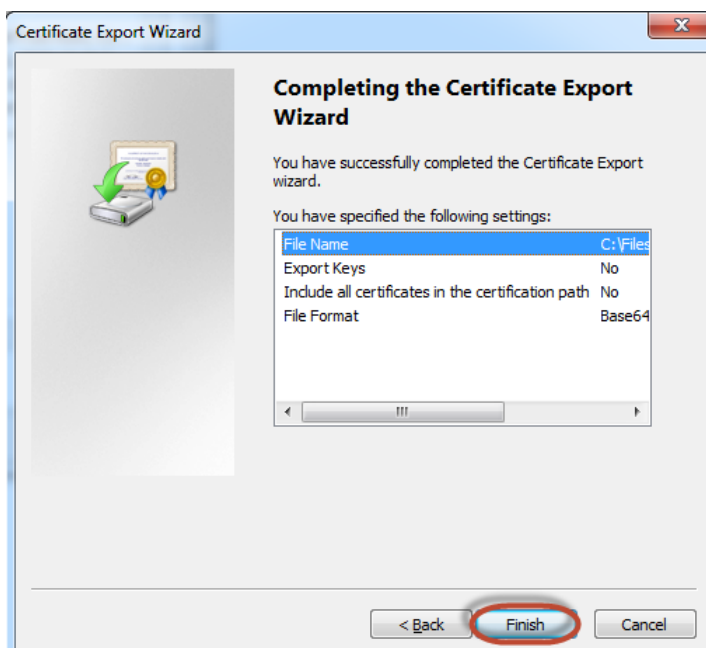 Certificate Export Wizard
Completing the Certificate Export
Wizard
You have successfully completed the Certificate Export
wizard.
You have specified the following settings:
File Name C:\Files
Export Keys No
Include all certificates in the certification path No
File Format Base64
< Back Finish Cancel